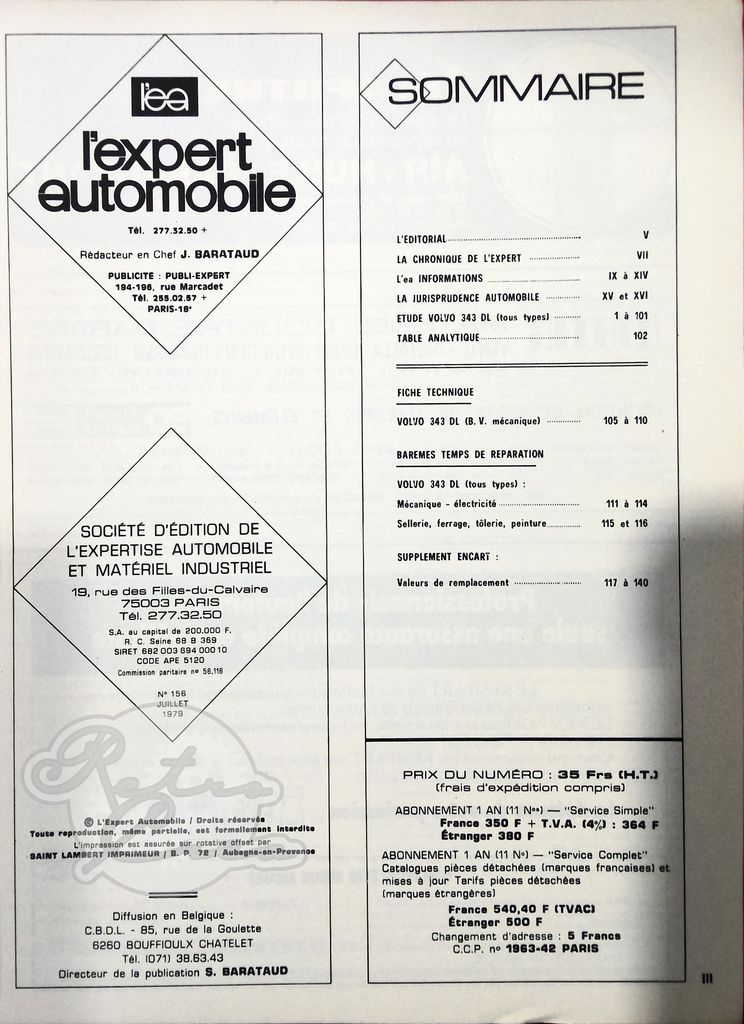 l'ea
l'expert
automobile
Tél. 277.32.50 +
Rédacteur en Chef J. BARATAUD
PUBLICITE : PUBLI-EXPERT
194-196, rue Marcadet
Tél. 255.02.57 +
PARIS-18e
SOCIÉTÉ D'ÉDITION DE
L'EXPERTISE AUTOMOBILE
ET MATÉRIEL INDUSTRIEL
19, rue des Filles-du-Calvaire
75003 PARIS
Tél. 277.32.50
S.A. au capital de 200.000 F.
R. C. Seine 68 B 369
SIRET 682 003 694 000 10
CODE APE 5120
Commission paritaire nº 56.116
Nº 156
JUILLET
1979
Retro
© L'Expert Automobile / Droits réservés
Toute reproduction, même partielle, est formellement interdite
L'impression est assurée sur rotative offset par
SAINT LAMBERT IMPRIMEUR / B. P. 72 / Aubagne-en-Provence
Diffusion en Belgique :
C.B.D.L. - 85, rue de la Goulette
6260 BOUFFIOULX CHATELET
Tél. (071) 38.63.43
Directeur de la publication S. BARATAUD
SOMMAIRE
L'EDITORIAL V
LA CHRONIQUE DE L'EXPERT VII
L'ea INFORMATIONS IX à XIV
LA JURISPRUDENCE AUTOMOBILE XV et XVI
ETUDE VOLVO 343 DL (tous types) 1 à 101
TABLE ANALYTIQUE 102
FICHE TECHNIQUE
VOLVO 343 DL (B. V. mécanique) 105 à 110
BAREMES TEMPS DE REPARATION
VOLVO 343 DL (tous types) :
Mécanique - électricité 111 à 114
Sellerie, ferrage, tôlerie, peinture 115 et 116
SUPPLEMENT ENCART :
Valeurs de remplacement 117 à 140
PRIX DU NUMÉRO : 35 Frs (H.T.)
(frais d'expédition compris)
ABONNEMENT 1 AN (11 Nos) — "Service Simple"
France 350 F + T.V.A. (4%) : 364 F
Étranger 380 F
ABONNEMENT 1 AN (11 Nos) — "Service Complet"
Catalogues pièces détachées (marques françaises) et
mises à jour Tarifs pièces détachées
(marques étrangères)
France 540,40 F (TVAC)
Étranger 500 F
Changement d'adresse : 5 Francs
C.C.P. nº 1963-42 PARIS
III